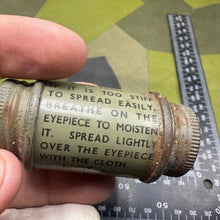 IT IS TOO STIFF
TO SPREAD EASILY,
BREATHE ON THE
EYEPIECE TO MOISTEN
IT. SPREAD LIGHTLY
OVER THE EYEPIECE
WITH THE CLOTH